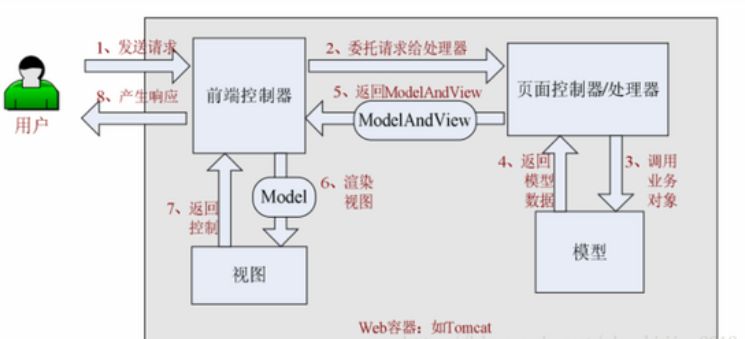 1、发送请求
2、委托请求给处理器
8、产生响应
用户
前端控制器
5、返回ModelAndView
ModelAndView
页面控制器/处理器
4、返回
模型
数据
3、调用
业务
对象
6、渲染
视图
Model
7、返回
控制
视图
模型
Web容器：如Tomcat